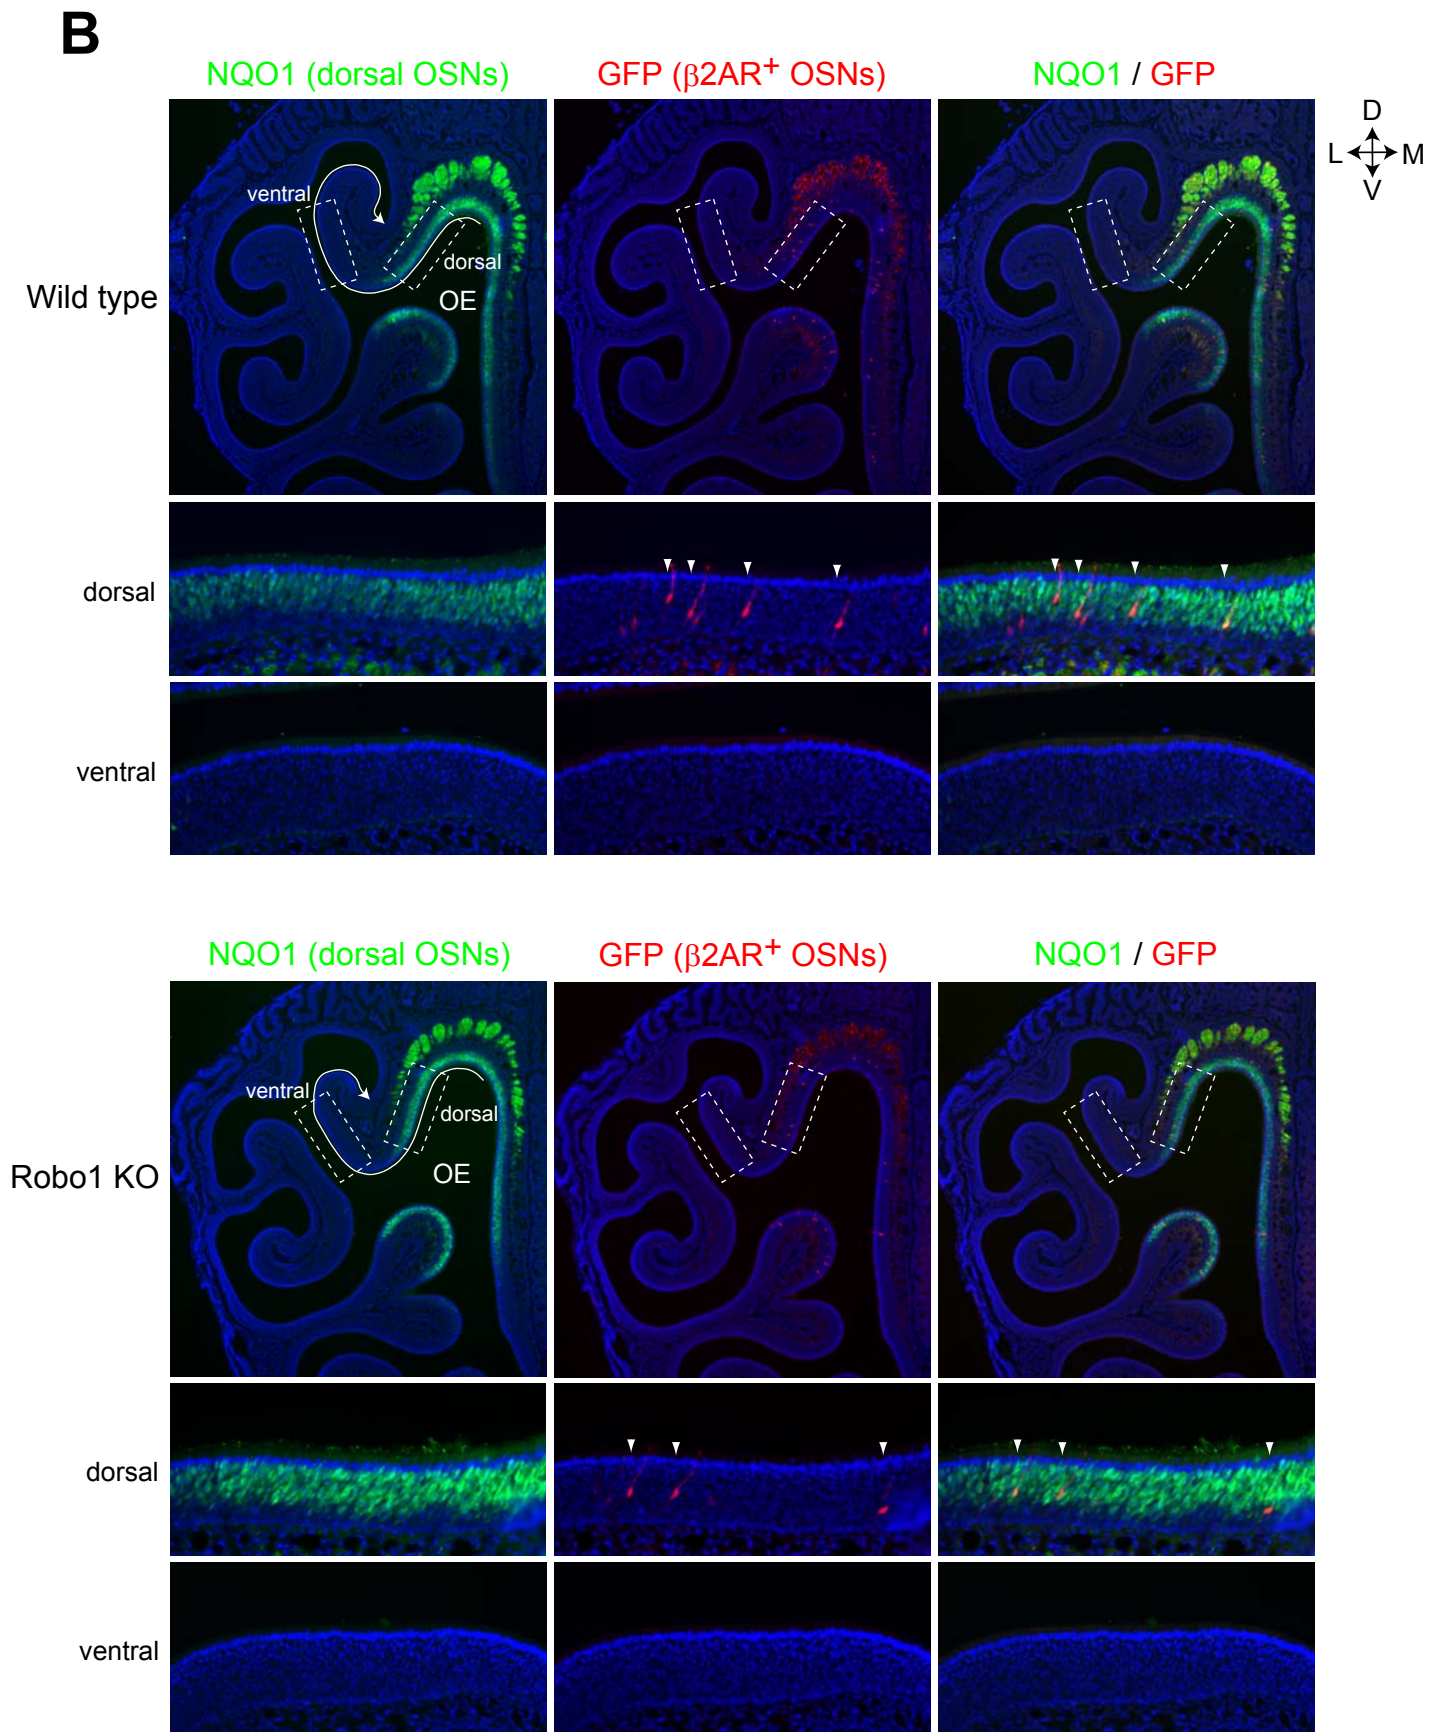 B
NQO1 (dorsal OSNs)
GFP (β2AR+ OSNs)
NQO1 / GFP
D
L M
V
Wild type
ventral
dorsal
OE
dorsal
ventral
NQO1 (dorsal OSNs)
GFP (β2AR+ OSNs)
NQO1 / GFP
Robo1 KO
ventral
dorsal
OE
dorsal
ventral